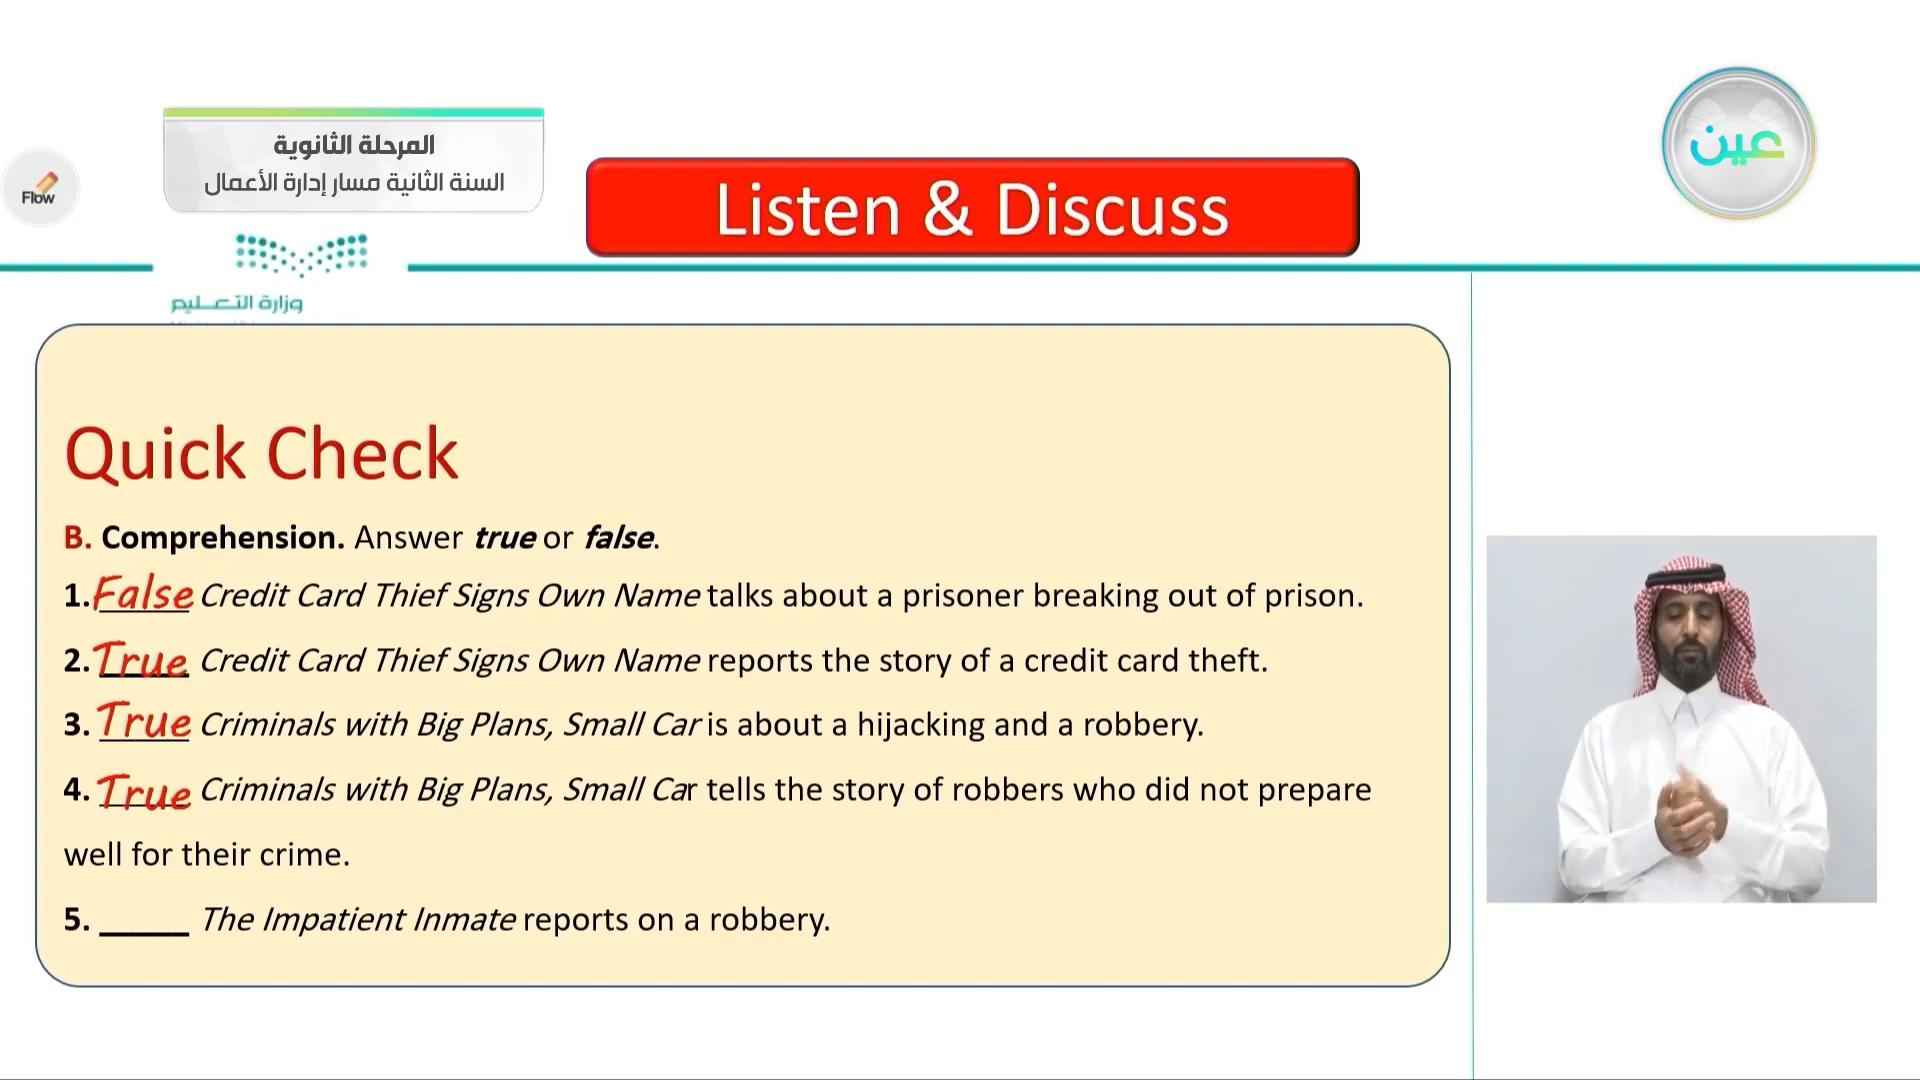 عين
المرحلة الثانوية
السنة الثانية مسار إدارة الأعمال
Flow
Listen & Discuss
وزارة التعليم
Quick Check
B. Comprehension. Answer true or false.
1. False Credit Card Thief Signs Own Name talks about a prisoner breaking out of prison.
2. True Credit Card Thief Signs Own Name reports the story of a credit card theft.
3. True Criminals with Big Plans, Small Car is about a hijacking and a robbery.
4. True Criminals with Big Plans, Small Car tells the story of robbers who did not prepare
well for their crime.
5. _____ The Impatient Inmate reports on a robbery.